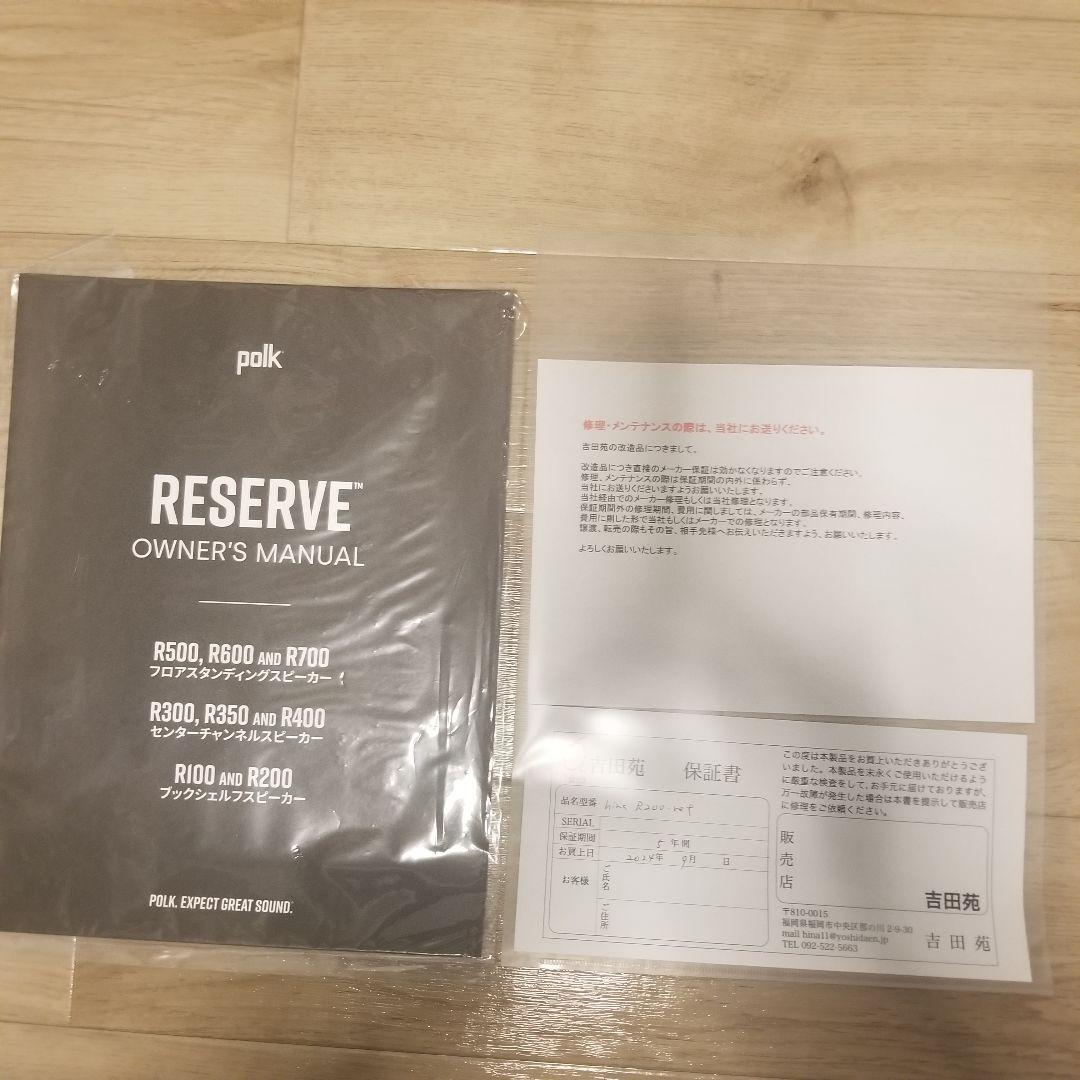 polk
RESERVE™
OWNER'S MANUAL
R500, R600 AND R700
フロアスタンディングスピーカー
R300, R350 AND R400
センターチャンネルスピーカー
R100 AND R200
ブックシェルフスピーカー
POLK. EXPECT GREAT SOUND.
修理・メンテナンスの際は、当社にお送りください。
吉田苑の改造品につきまして。
改造品につき直接のメーカー保証は効かなくなりますのでご注意ください。
修理、メンテナンスの際は保証期間の内外に係わらず、
当社にお送りくださいますようお願いいたします。
当社経由でのメーカー修理もしくは当社修理となります。
保証期間外の修理期間、費用に関しましては、メーカーの部品保有期間、修理内容、
費用に則した形で当社もしくはメーカーでの修理となります。
譲渡、転売の際もその旨、相手先様へお伝えいただきますよう、お願いいたします。
よろしくお願いいたします。
吉田苑 保証書
品名型番 hina R200-ret
SERIAL
保証期間 5 年間
お買上日 2024年 9月 日
お客様
ご氏名
ご住所
この度は本製品をお買上いただきありがとうござ
いました。本製品を末永くご使用いただけるよう
に厳重な検査をして、お手元に届けておりますが、
万一故障が発生した場合は本書を提示して販売店
に修理をご依頼ください。
販売店
吉田苑
〒810-0015
福岡県福岡市中央区那の川 2-9-30
mail hina11@yoshidaen.jp
TEL 092-522-5663
吉田苑